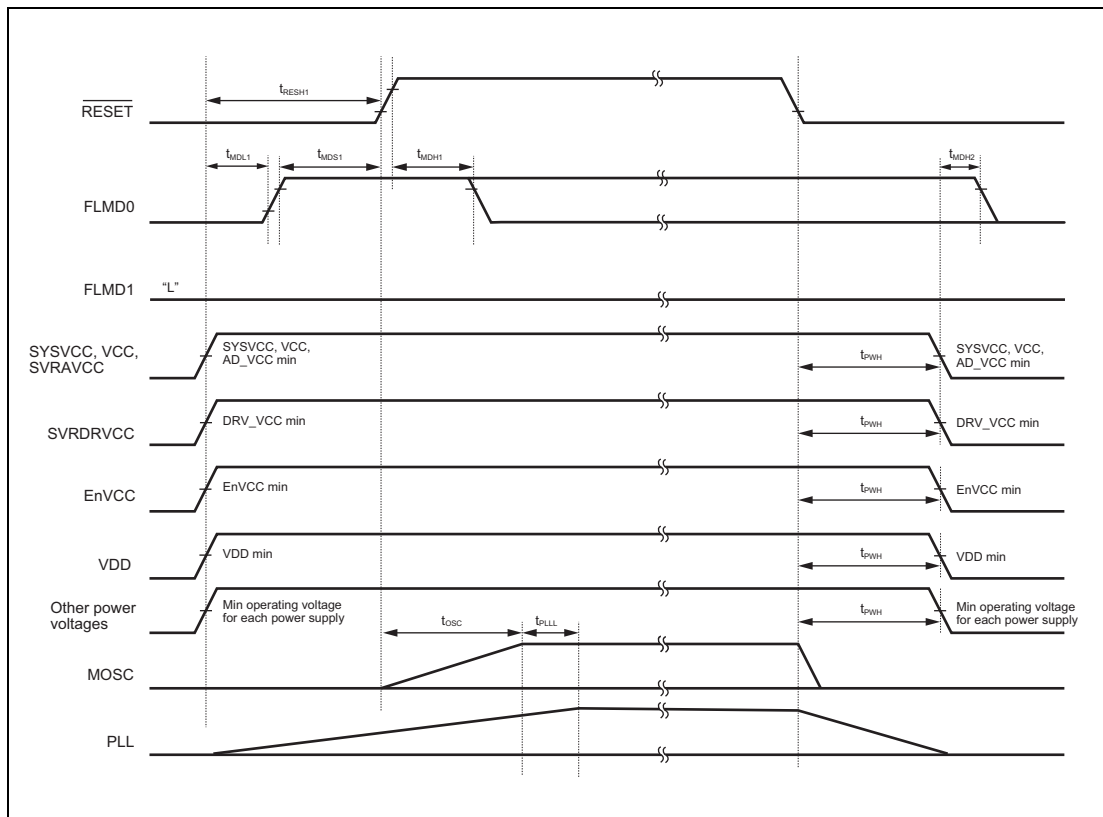 tRESH1
RESET
tMDL1
tMDS1
tMDH1
tMDH2
FLMD0
FLMD1
“L”
SYSVCC, VCC,
SVRAVCC
SYSVCC, VCC,
AD_VCC min
tPWH
SYSVCC, VCC,
AD_VCC min
SVRDRVCC
DRV_VCC min
tPWH
DRV_VCC min
EnVCC
EnVCC min
tPWH
EnVCC min
VDD
VDD min
tPWH
VDD min
Other power
voltages
Min operating voltage
for each power supply
tPWH
Min operating voltage
for each power supply
tOSC
tPLLL
MOSC
PLL